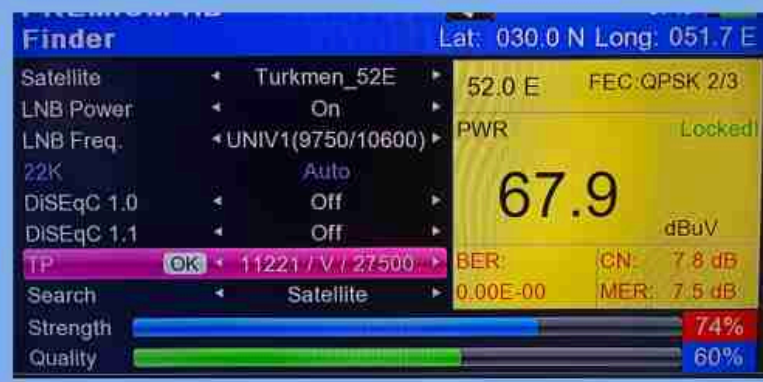 Finder
Lat: 030.0 N Long: 051.7 E
Satellite Turkmen_52E
LNB Power On
LNB Freq. UNIV1(9750/10600)
22K Auto
DiSEqC 1.0 Off
DiSEqC 1.1 Off
TP OK 11221 / V / 27500
Search Satellite
52.0 E FEC:QPSK 2/3
PWR Locked!
67.9
dBuV
BER: CN: 7.8 dB
0.00E-00 MER: 7.5 dB
Strength 74%
Quality 60%